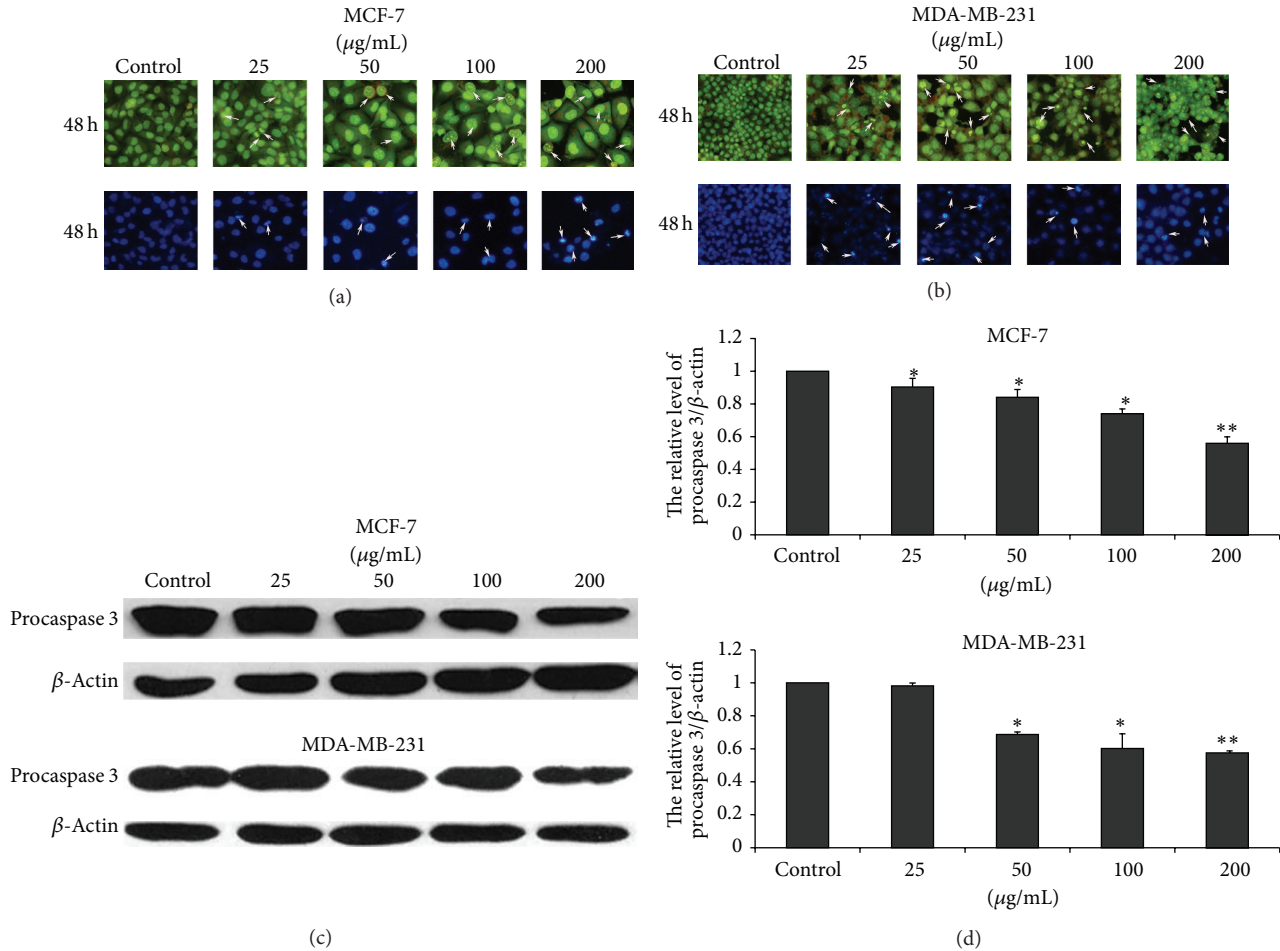 MCF-7
(μg/mL)
Control 25 50 100 200
48 h
48 h
(a)
MDA-MB-231
(μg/mL)
Control 25 50 100 200
48 h
48 h
(b)
MCF-7
(μg/mL)
Control 25 50 100 200
Procaspase 3
β-Actin
MDA-MB-231
Procaspase 3
β-Actin
(c)
MCF-7
The relative level of
procaspase 3/β-actin
1.2
1
0.8
0.6
0.4
0.2
0
* * * **
Control 25 50 100 200
(μg/mL)
MDA-MB-231
The relative level of
procaspase 3/β-actin
1.2
1
0.8
0.6
0.4
0.2
0
* * **
Control 25 50 100 200
(μg/mL)
(d)